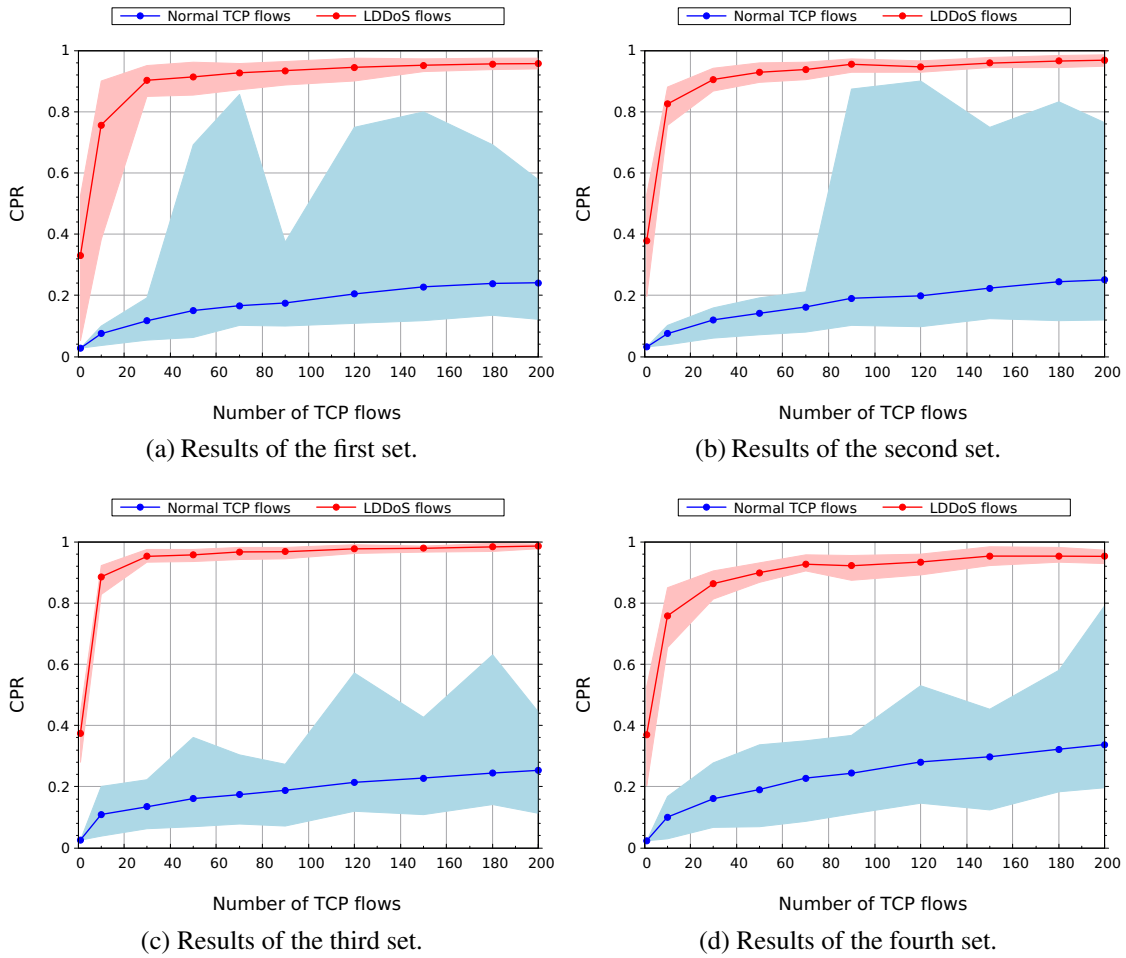 Normal TCP flows LDDoS flows
1
0.8
0.6
0.4
0.2
0
CPR
0 20 40 60 80 100 120 140 160 180 200
Number of TCP flows
(a) Results of the first set.
Normal TCP flows LDDoS flows
1
0.8
0.6
0.4
0.2
0
CPR
0 20 40 60 80 100 120 140 160 180 200
Number of TCP flows
(b) Results of the second set.
Normal TCP flows LDDoS flows
1
0.8
0.6
0.4
0.2
0
CPR
0 20 40 60 80 100 120 140 160 180 200
Number of TCP flows
(c) Results of the third set.
Normal TCP flows LDDoS flows
1
0.8
0.6
0.4
0.2
0
CPR
0 20 40 60 80 100 120 140 160 180 200
Number of TCP flows
(d) Results of the fourth set.